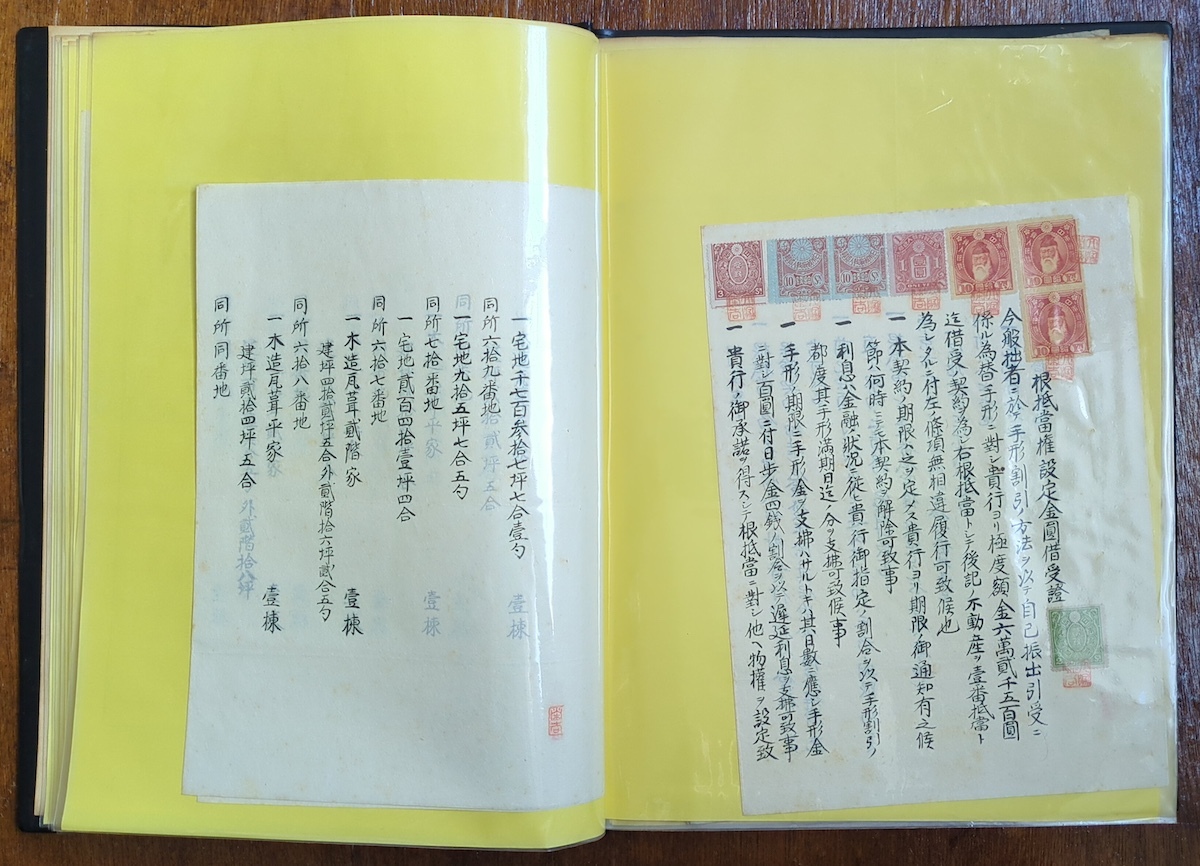 根抵當權設定金圓借受證
今般拙者ニ於テ手形割引ノ方法ヲ以テ自己振出引受ニ
係ル為替手形ニ對シ貴行ヨリ極度額金六萬貳千五百圓
迄借受ノ契約為シ右根抵當トシテ後記ノ不動産ヲ壹番抵當ト
為シタルニ付左ノ條項無相違履行可致候也
一 本契約ノ期限ハ之ヲ定メス貴行ヨリ期限ノ御通知有之候
節ハ何時ニテモ本契約ヲ解除可致事
一 利息ハ金融狀況ニ從ヒ貴行御指定ノ割合ヲ以テ手形割引ノ
都度其手形滿期日迄ノ分ヲ支拂可致候事
一 手形ノ期限ニ手形金ヲ支拂ハサルトキハ其日數ニ應シ手形金
ニ對シ百圓ニ付日歩金四錢ノ割合ヲ以テ遲延利息ヲ支拂可致事
一 貴行ノ御承諾ヲ得スシテ根抵當ニ對シ他ヘ物權ヲ設定致
一 宅地千七百參拾七坪七合壹勺
同所六拾九番地
一 宅地九拾五坪七合五勺
同所七拾番地
一 宅地貳百四拾壹坪四合
同所六拾七番地
一 木造瓦葺貳階家 壹棟
建坪四拾貳坪五合外貳階拾六坪貳合五勺
同所六拾八番地
一 木造瓦葺平家 壹棟
建坪貳拾四坪五合
同所同番地